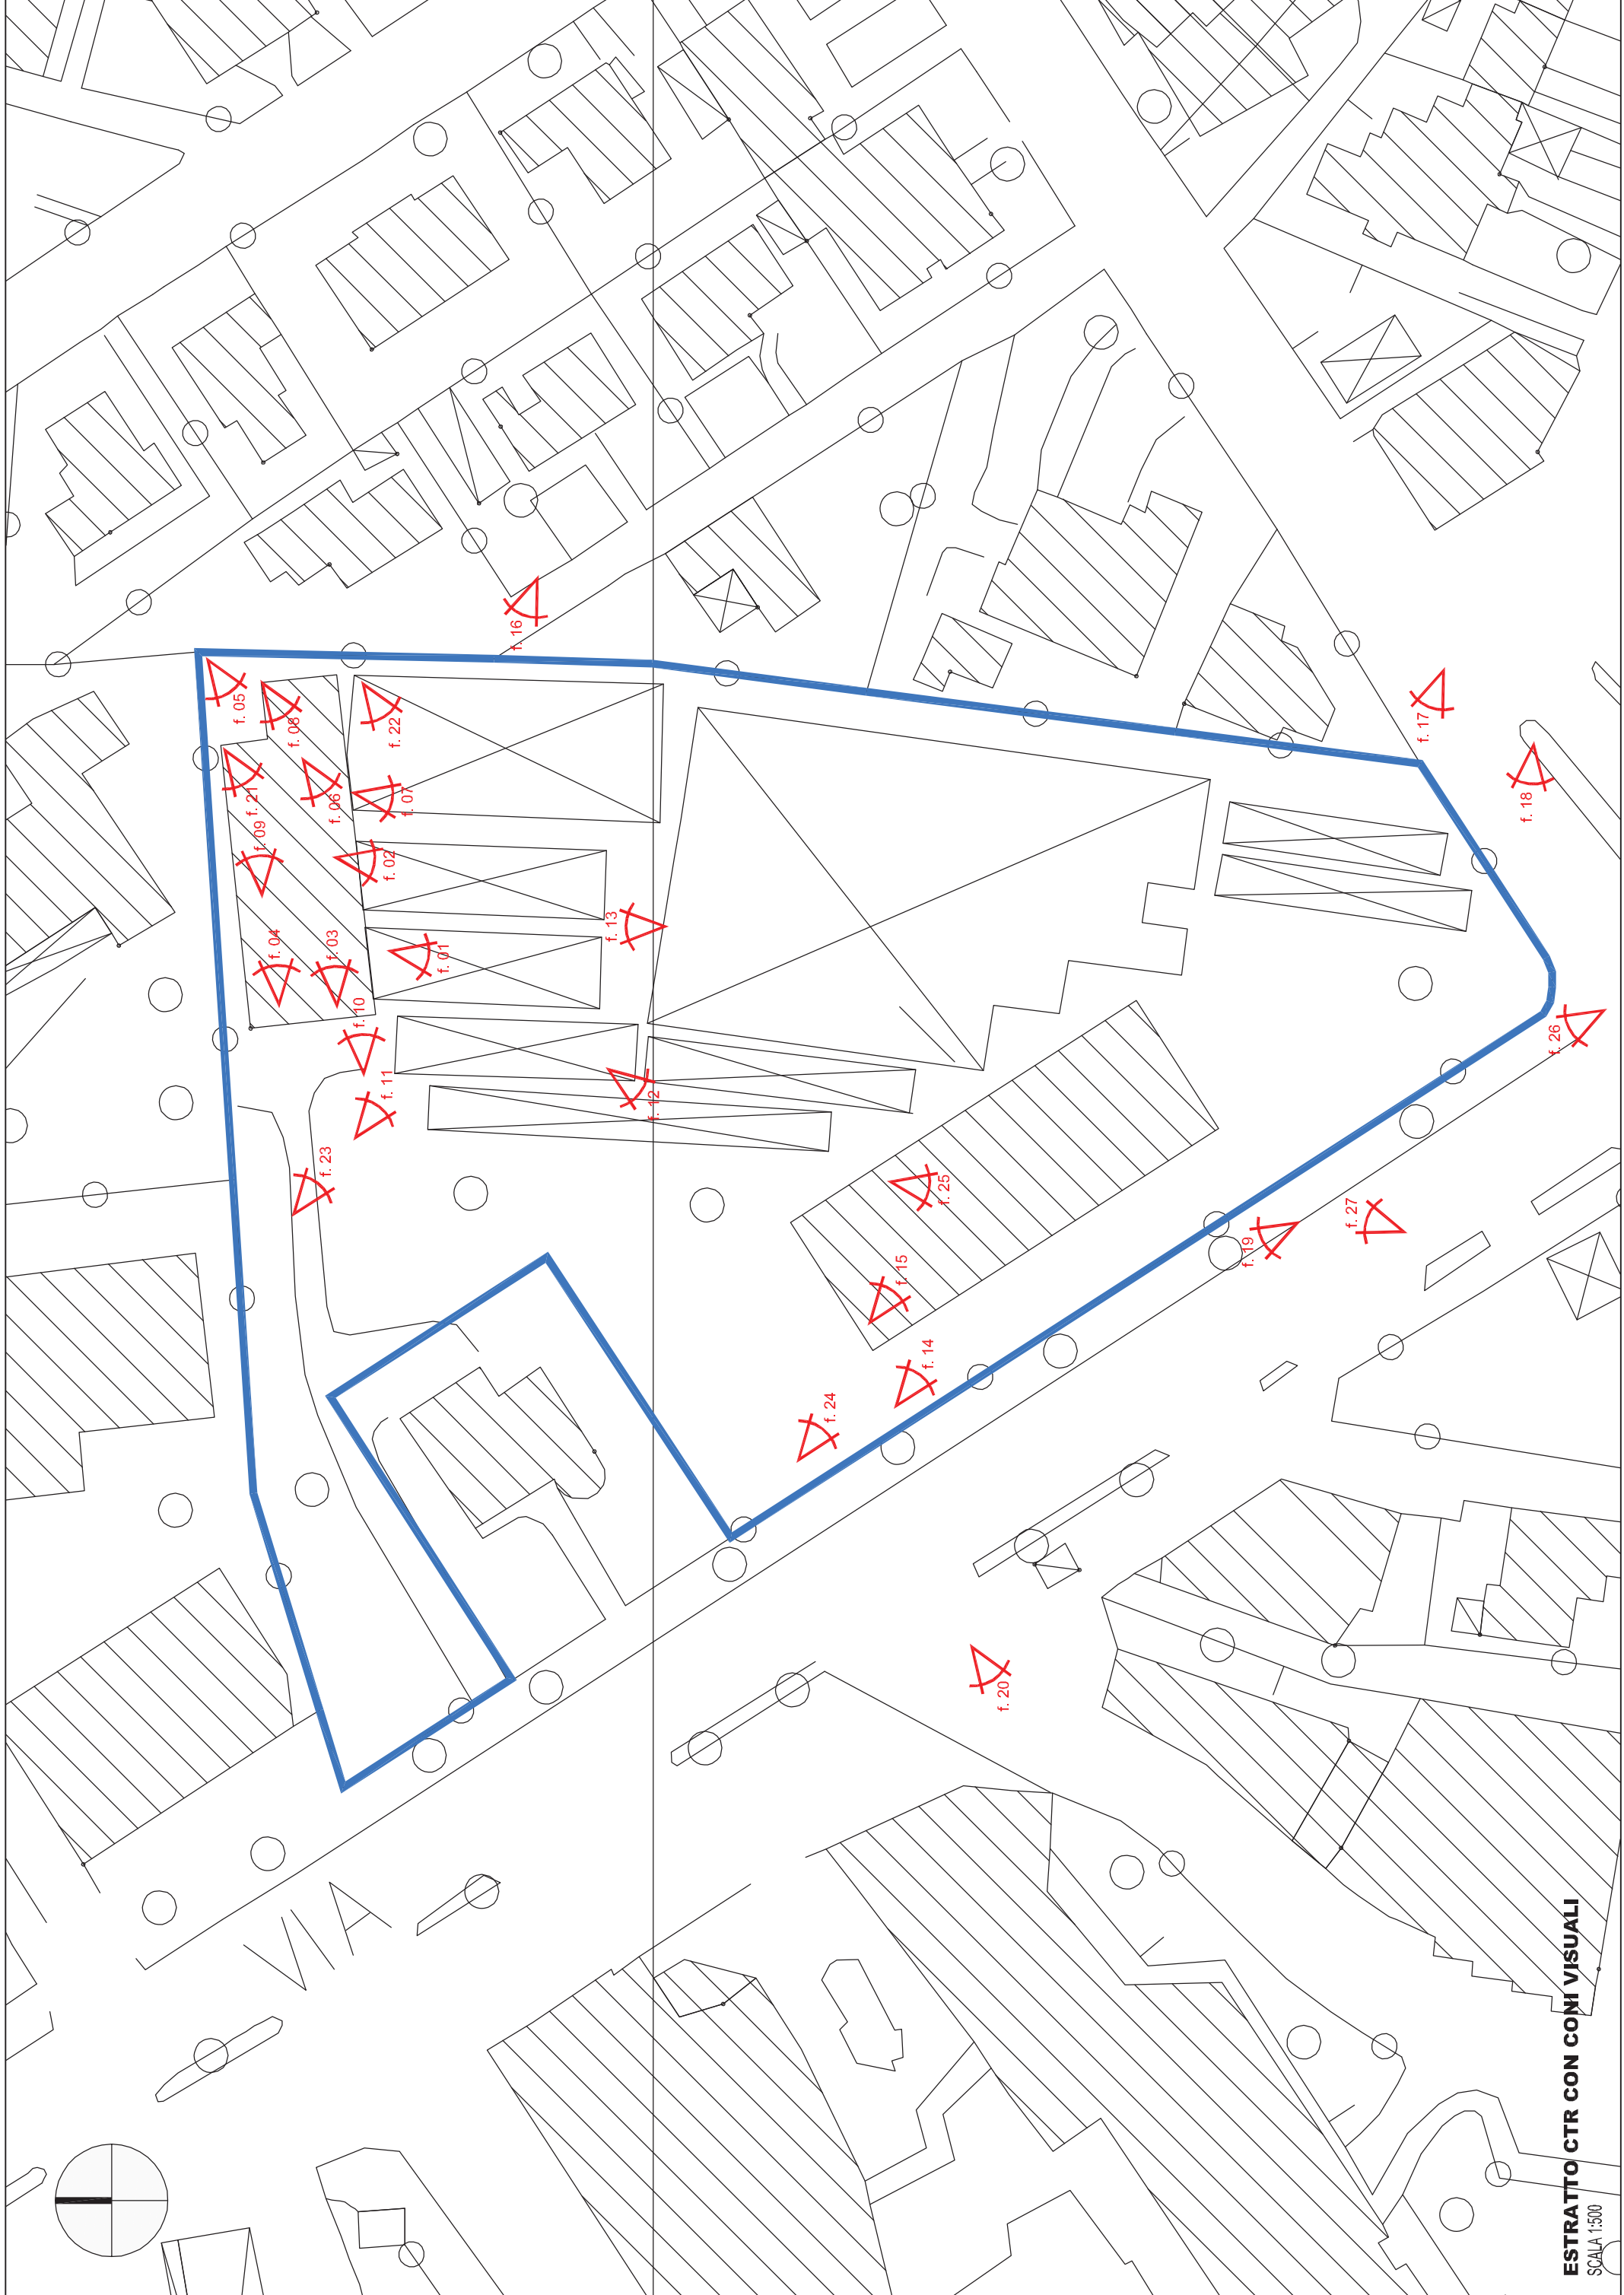 f. 05
f. 08
f. 22
f. 21
f. 06
f. 07
f. 09
f. 02
f. 04
f. 03
f. 01
f. 13
f. 10
f. 11
f. 12
f. 23
f. 16
f. 17
f. 18
f. 26
f. 25
f. 15
f. 14
f. 24
f. 19
f. 27
f. 20
VIA
ESTRATTO CTR CON CONI VISUALI
SCALA 1:500